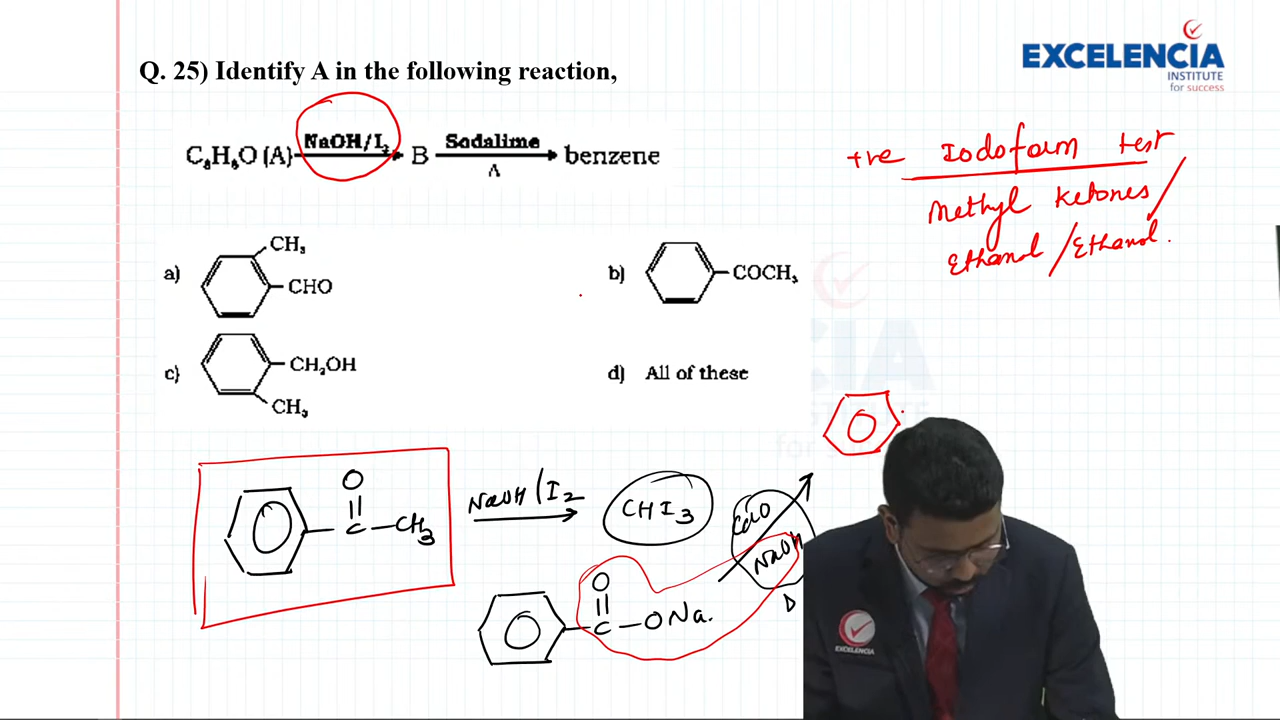 Q. 25) Identify A in the following reaction,
EXCELENCIA
INSTITUTE
for success
C₈H₈O (A) NaOH/I₂ B Sodalime Δ benzene
+ve Iodoform test
Methyl Ketones /
Ethanol / Ethanol.
a) CH₃ CHO
b) COCH₃
c) CH₂OH CH₃
d) All of these
O
C – CH₃
NaOH / I₂
CHI₃
CaO
NaOH
Δ
O
C – ONa.
EXCELENCIA